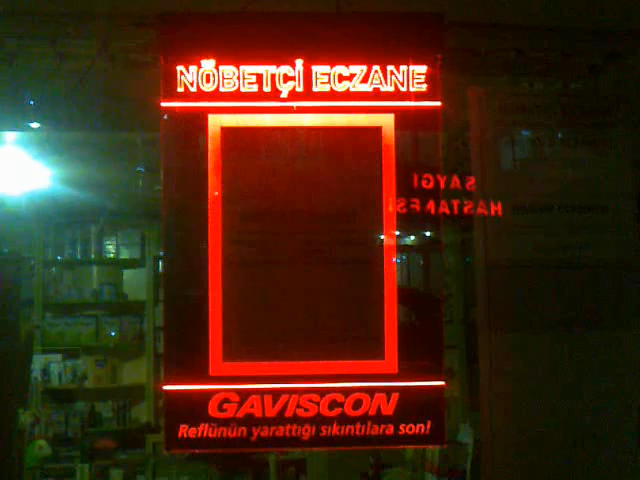 NÖBETÇİ ECZANE
SAYGI
HASTANESİ
GAVISCON
Reflünün yarattığı sıkıntılara son!